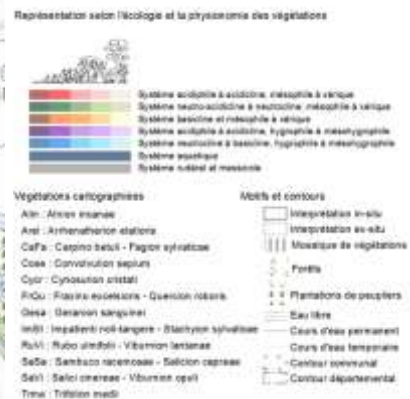 Représentation selon l'écologie et la physionomie des végétations
Système acidiphile à acidicline, mésophile à xérique
Système neutro-acidicline à neutrocline, mésophile à xérique
Système basicline et mésophile à xérique
Système acidiphile à acidicline, hygrophile à mésohygrophile
Système neutrocline à basicline, hygrophile à mésohygrophile
Système aquatique
Système rudéral et messicole
Végétations cartographiées
Alin : Alnion incanae
Arel : Arrhenatherion elatioris
CaFa : Carpino betuli - Fagion sylvaticae
Cose : Convolvulion sepium
Cycr : Cynosurion cristati
FrQu : Fraxino excelsioris - Quercion roboris
Gesa : Geranion sanguinei
ImSt : Impatienti noli-tangere - Stachyion sylvaticae
RuVi : Rubo ulmifolii - Viburnion lantanae
SaSa : Sambuco racemosae - Salicion capreae
SaVi : Salici cinereae - Viburnion opuli
Trme : Trifolion medii
Motifs et contours
Interprétation in-situ
Interprétation ex-situ
Mosaïque de végétations
Forêts
Plantations de peupliers
Eau libre
Cours d'eau permanent
Cours d'eau temporaire
Contour communal
Contour départemental